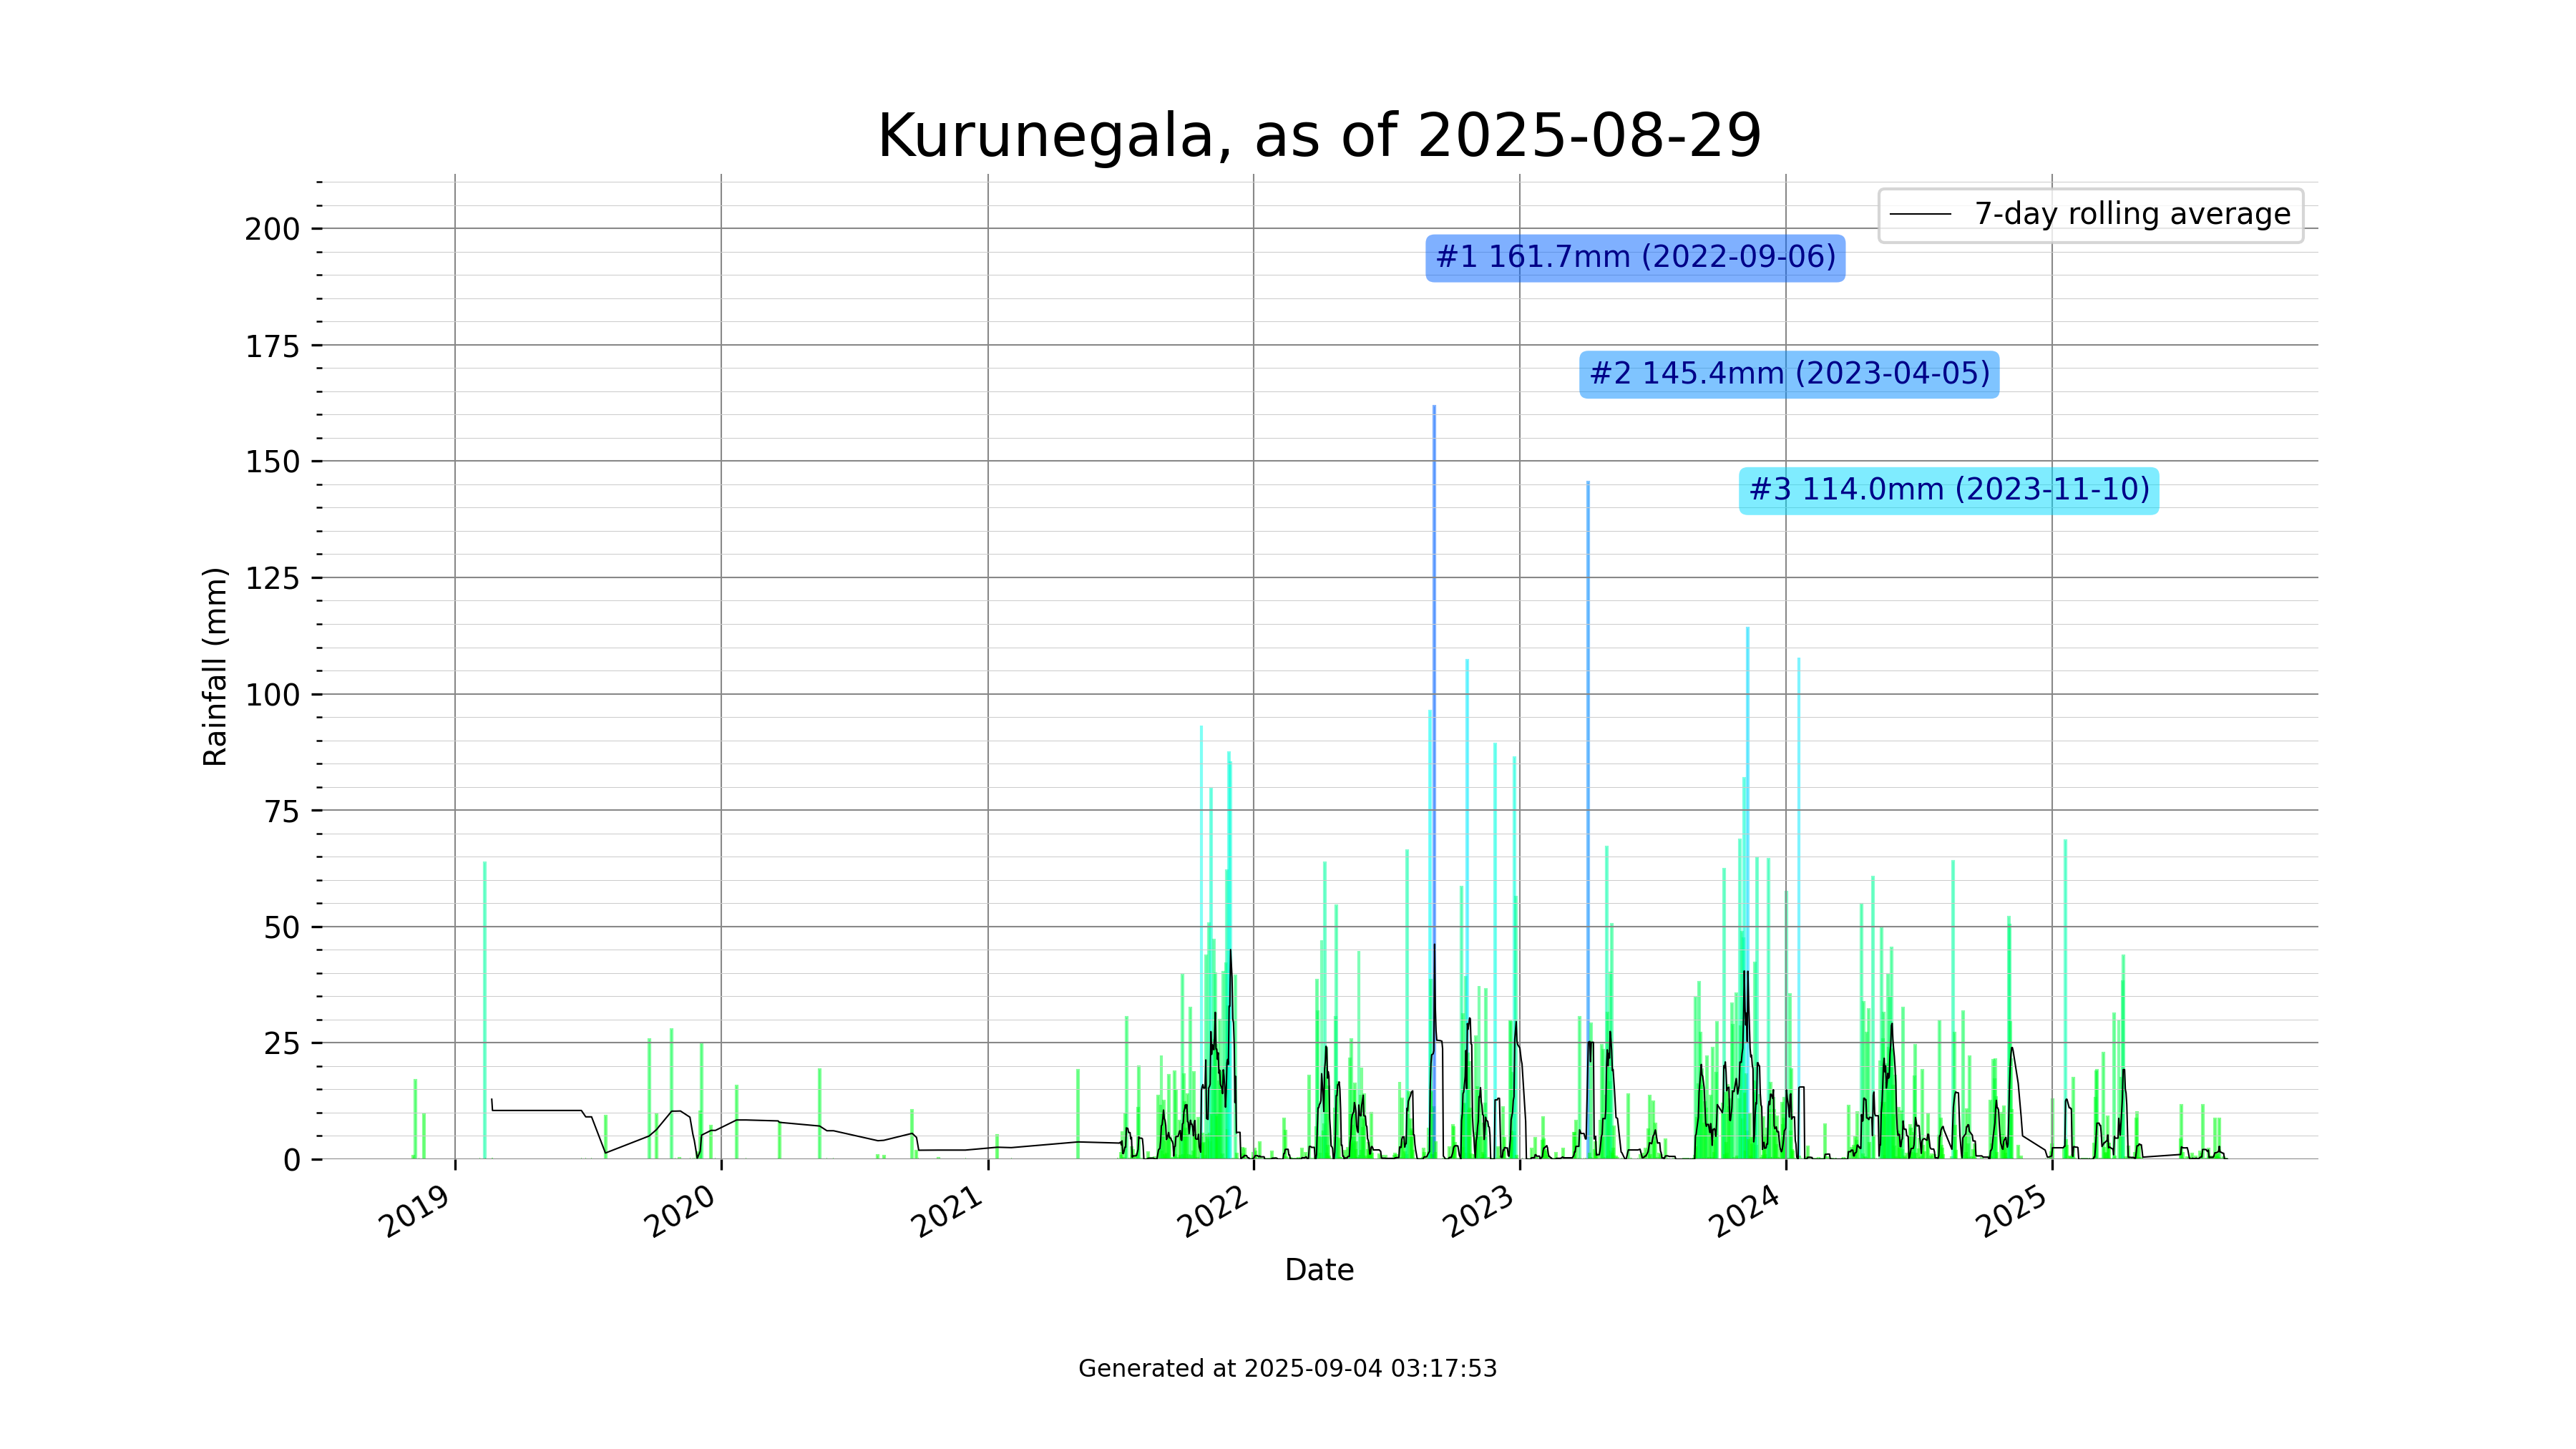 Kurunegala, as of 2025-08-29
7-day rolling average
#1 161.7mm (2022-09-06)
#2 145.4mm (2023-04-05)
#3 114.0mm (2023-11-10)
Rainfall (mm)
200
175
150
125
100
75
50
25
0
2019
2020
2021
2022
2023
2024
2025
Date
Generated at 2025-09-04 03:17:53